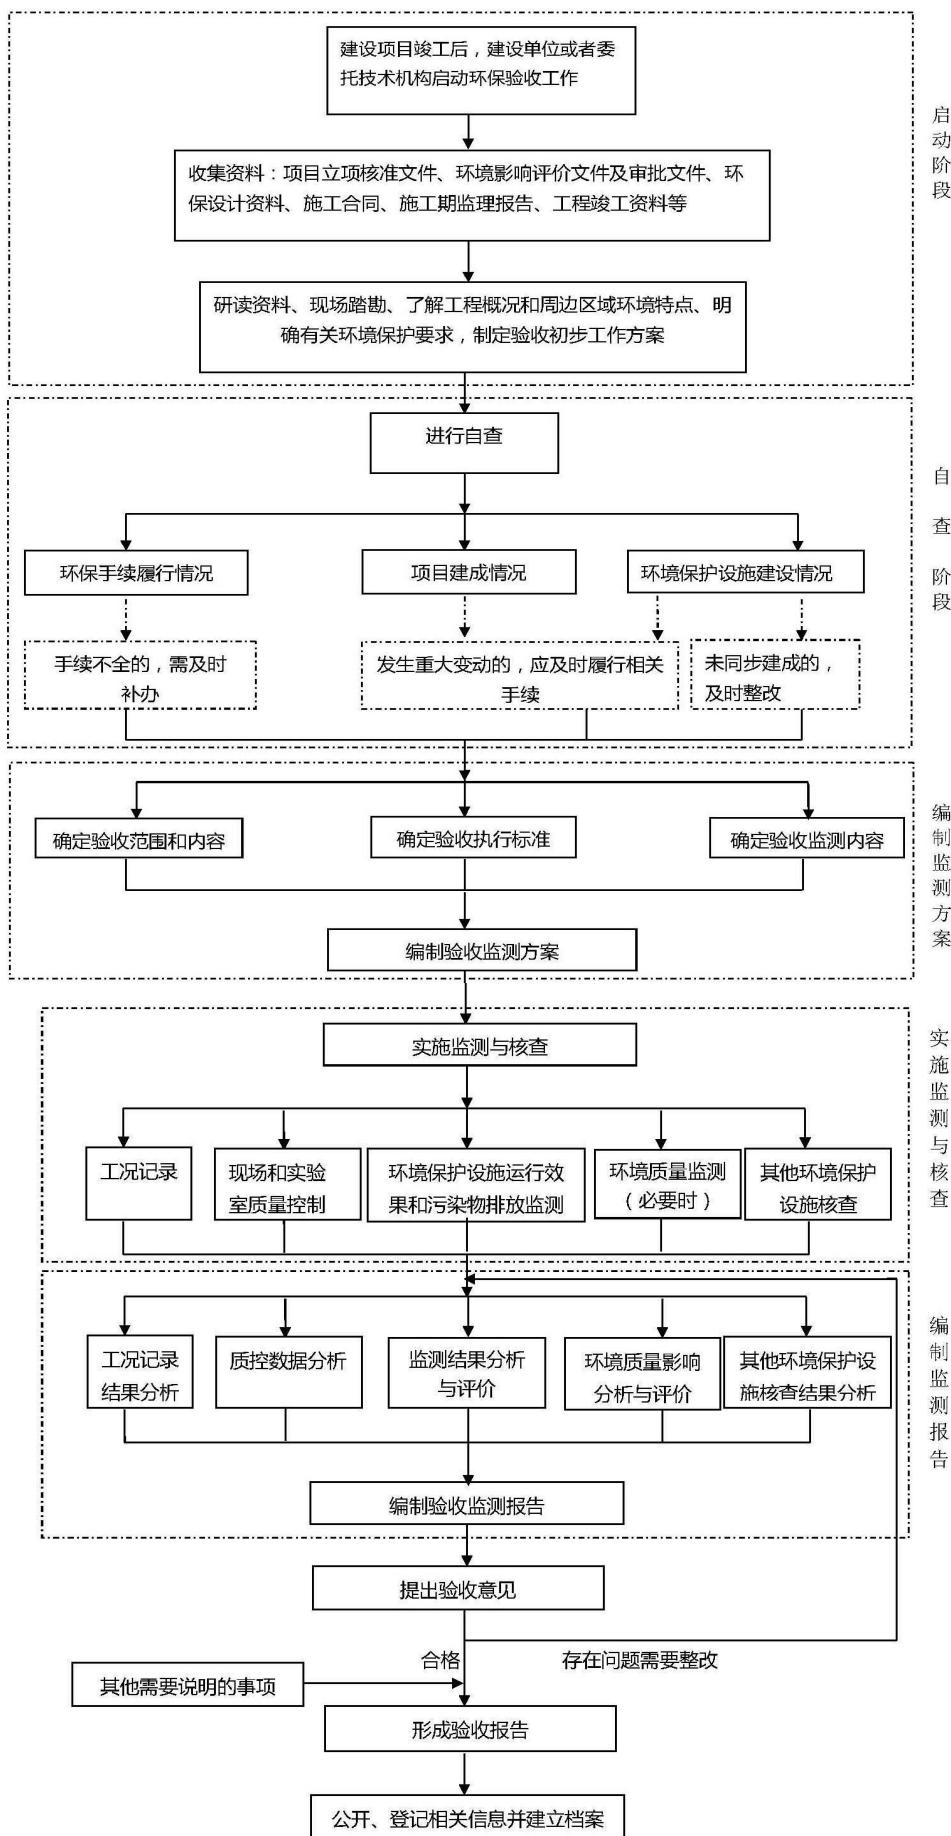 建设项目竣工后，建设单位或者委
托技术机构启动环保验收工作
启动阶段
收集资料：项目立项核准文件、环境影响评价文件及审批文件、环
保设计资料、施工合同、施工期监理报告、工程竣工资料等
研读资料、现场踏勘、了解工程概况和周边区域环境特点、明
确有关环境保护要求，制定验收初步工作方案
进行自查
自查阶段
环保手续履行情况
项目建成情况
环境保护设施建设情况
手续不全的，需及时
补办
发生重大变动的，应及时履行相关
手续
未同步建成的，
及时整改
编制监测方案
确定验收范围和内容
确定验收执行标准
确定验收监测内容
编制验收监测方案
实施监测与核查
实施监测与核查
工况记录
现场和实验
室质量控制
环境保护设施运行效
果和污染物排放监测
环境质量监测
（必要时）
其他环境保护
设施核查
编制监测报告
工况记录
结果分析
质控数据分析
监测结果分析
与评价
环境质量影响
分析与评价
其他环境保护设
施核查结果分析
编制验收监测报告
提出验收意见
合格
存在问题需要整改
其他需要说明的事项
形成验收报告
公开、登记相关信息并建立档案